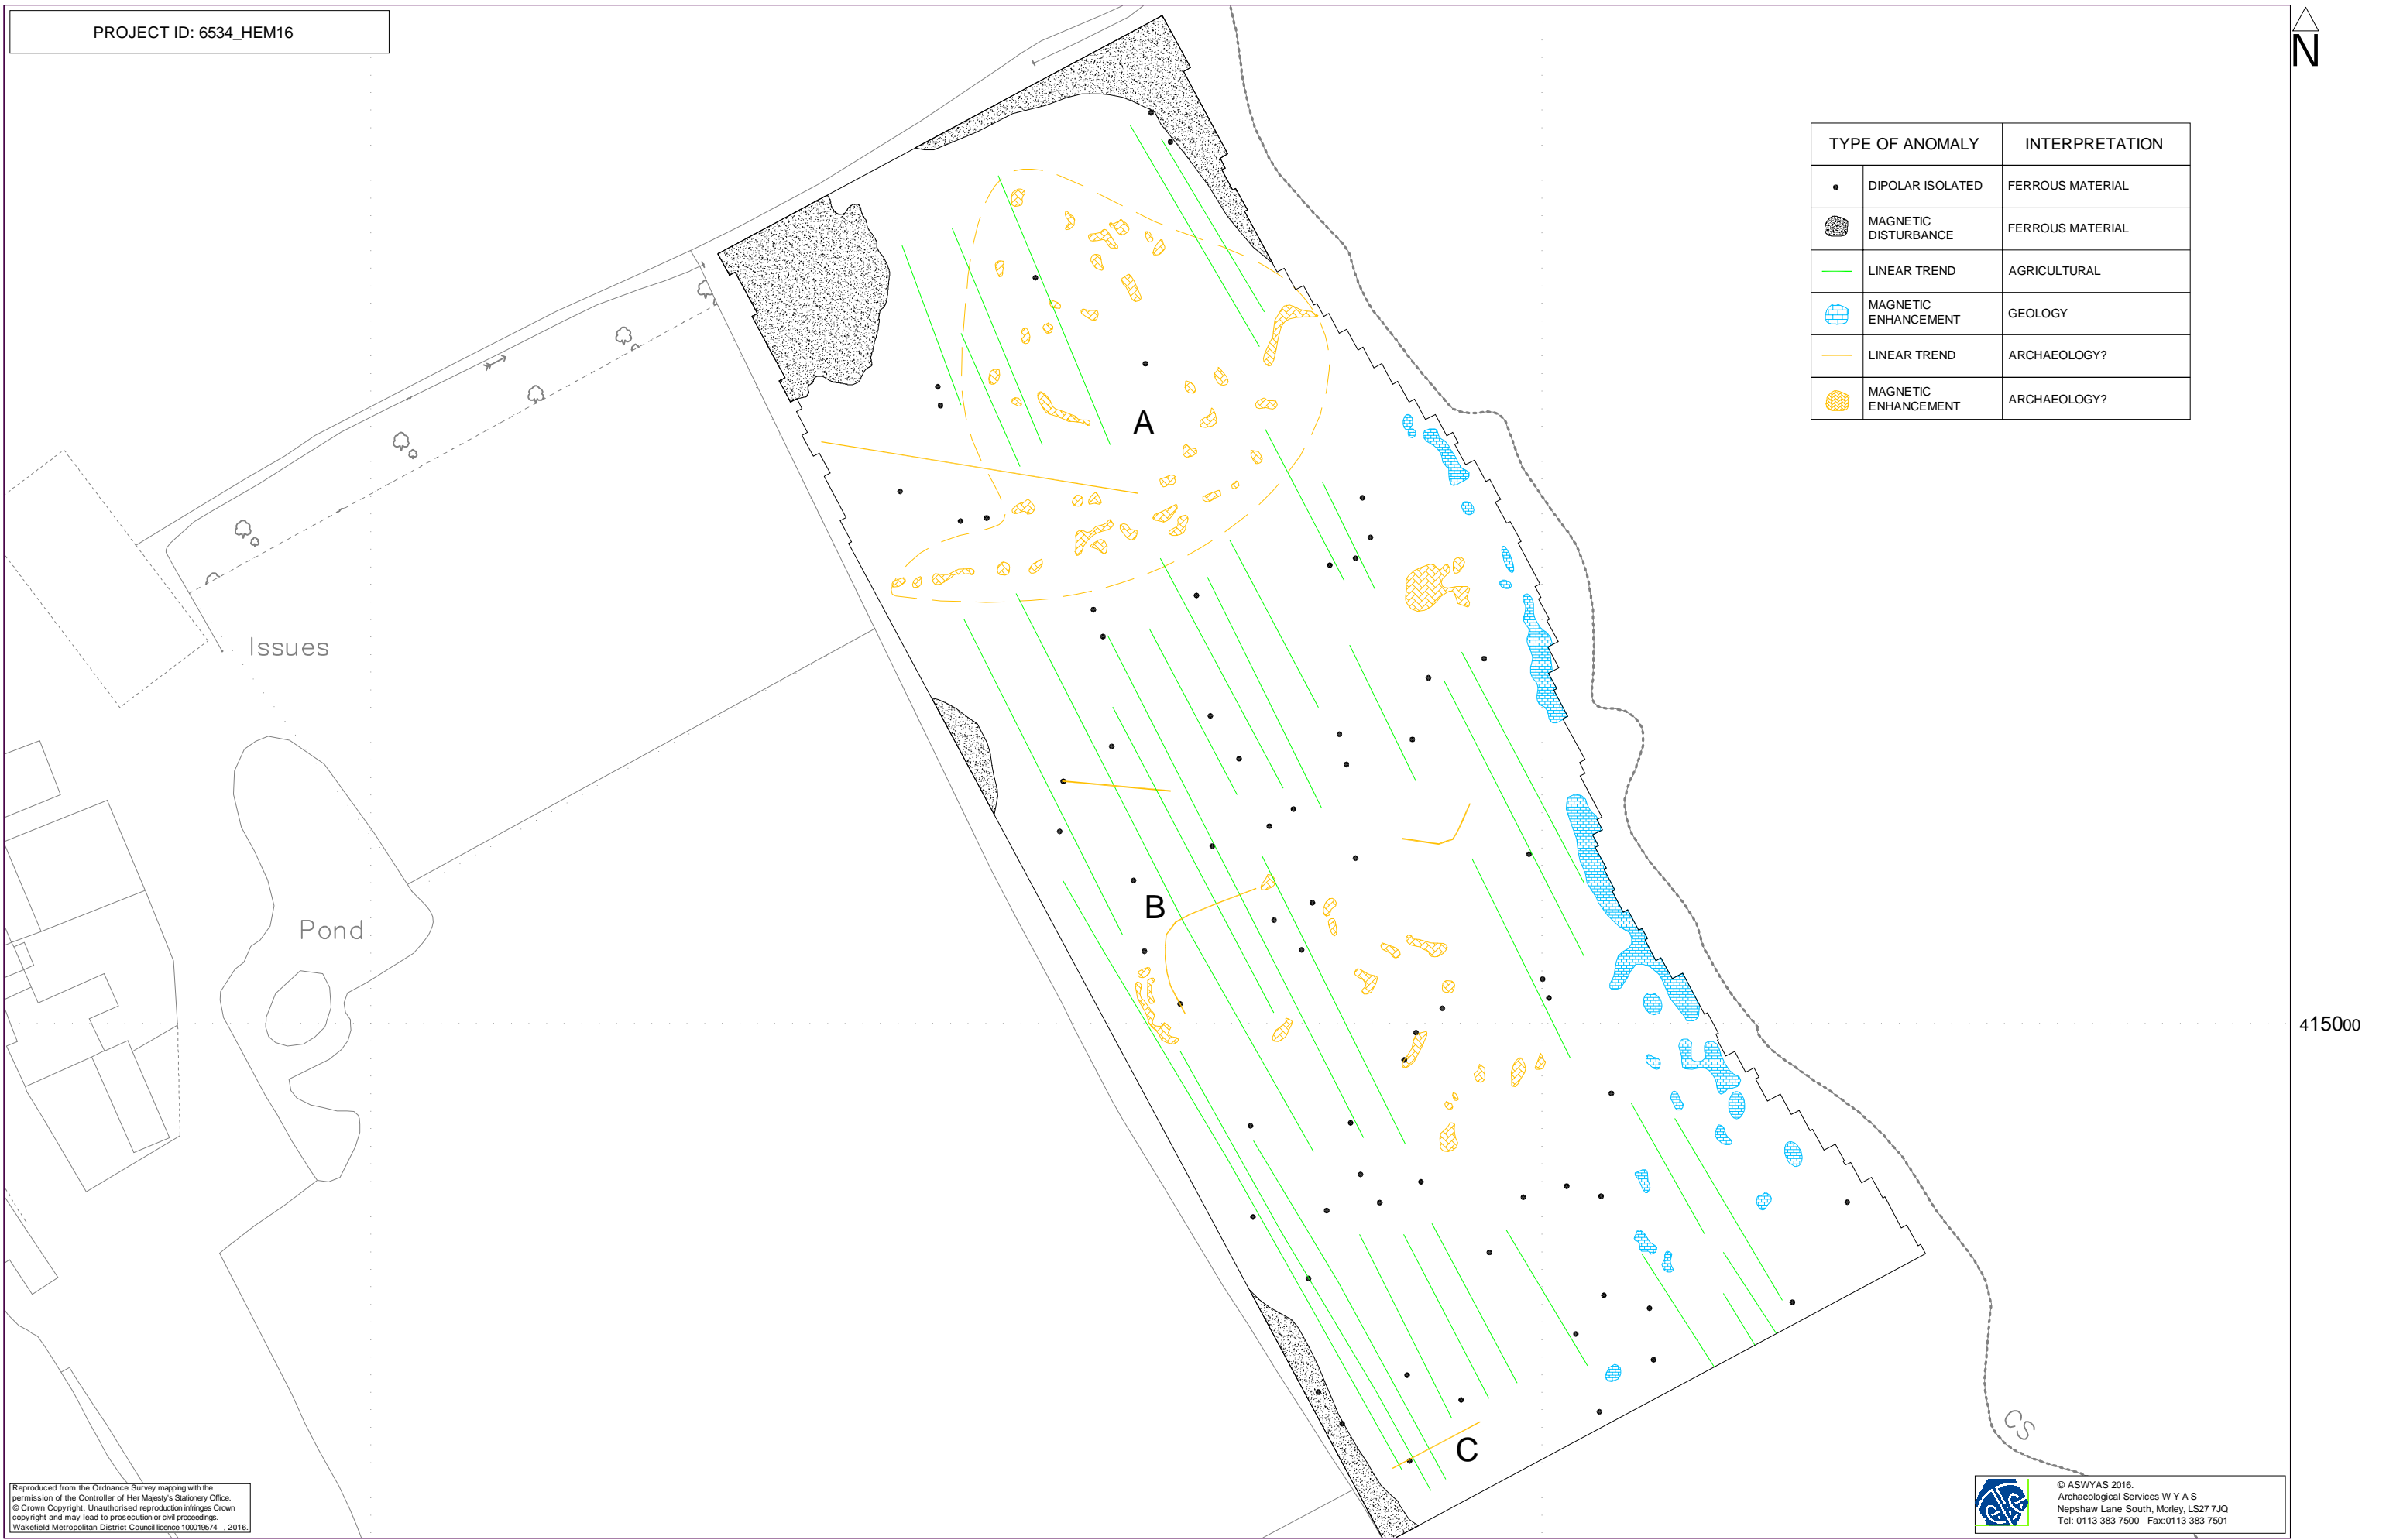 PROJECT ID: 6534_HEM16
N
TYPE OF ANOMALY INTERPRETATION
DIPOLAR ISOLATED FERROUS MATERIAL
MAGNETIC
DISTURBANCE
FERROUS MATERIAL
LINEAR TREND AGRICULTURAL
MAGNETIC
ENHANCEMENT
GEOLOGY
LINEAR TREND ARCHAEOLOGY?
MAGNETIC
ENHANCEMENT
ARCHAEOLOGY?
A
Issues
B
Pond
415000
C
CS
Reproduced from the Ordnance Survey mapping with the
permission of the Controller of Her Majesty's Stationery Office.
© Crown Copyright. Unauthorised reproduction infringes Crown
copyright and may lead to prosecution or civil proceedings.
Wakefield Metropolitan District Council licence 100019574 , 2016.
© ASWYAS 2016.
Archaeological Services W Y A S
Nepshaw Lane South, Morley, LS27 7JQ
Tel: 0113 383 7500 Fax:0113 383 7501